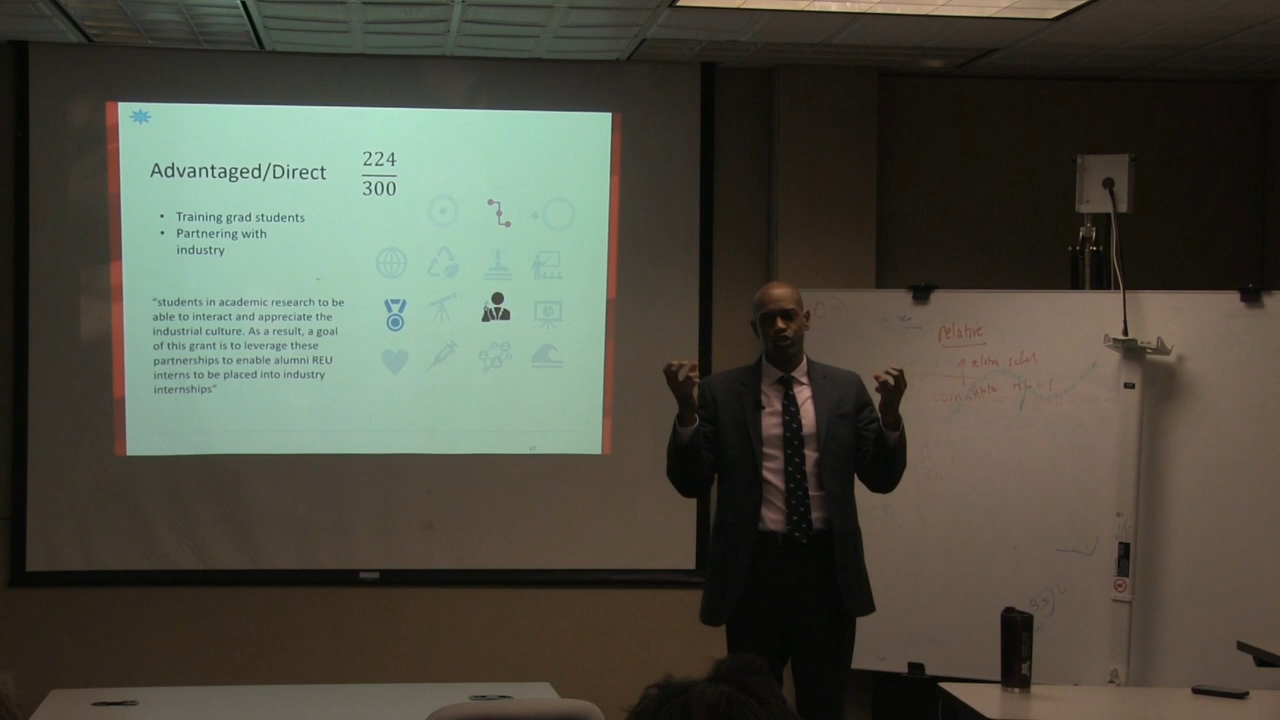 Advantaged/Direct
224
300
• Training grad students
• Partnering with
industry
"students in academic research to be
able to interact and appreciate the
industrial culture. As a result, a goal
of this grant is to leverage these
partnerships to enable alumni REU
interns to be placed into industry
internships"
relative